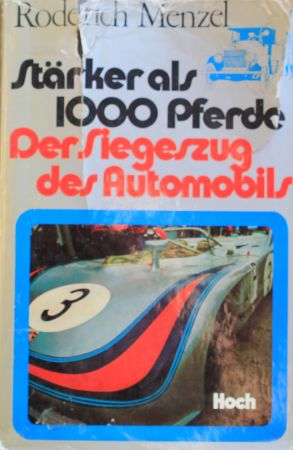 Roderich Menzel
Stärker als
1000 Pferde
Der Siegeszug
des Automobils
3
Hoch